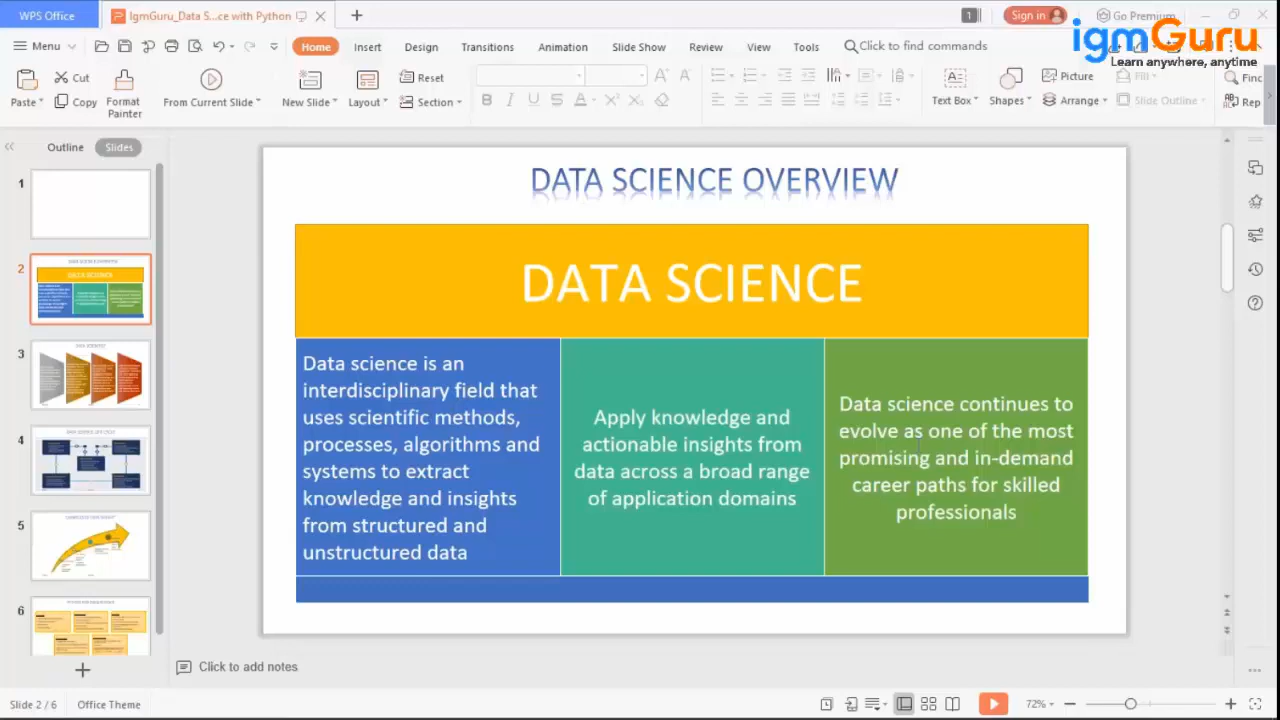 WPS Office
IgmGuru_Data S...ce with Python
1
Sign in
Go Premium
igmGuru
Learn anywhere, anytime
Menu
Home
Insert
Design
Transitions
Animation
Slide Show
Review
View
Tools
Click to find commands
Paste
Cut
Copy
Format
Painter
From Current Slide
New Slide
Layout
Reset
Section
Text Box
Shapes
Picture
Arrange
Fill
Slide Outline
Find
Rep
Outline
Slides
1
2
3
4
5
6
DATA SCIENCE OVERVIEW
DATA SCIENCE
Data science is an
interdisciplinary field that
uses scientific methods,
processes, algorithms and
systems to extract
knowledge and insights
from structured and
unstructured data
Apply knowledge and
actionable insights from
data across a broad range
of application domains
Data science continues to
evolve as one of the most
promising and in-demand
career paths for skilled
professionals
Click to add notes
Slide 2 / 6
Office Theme
72%